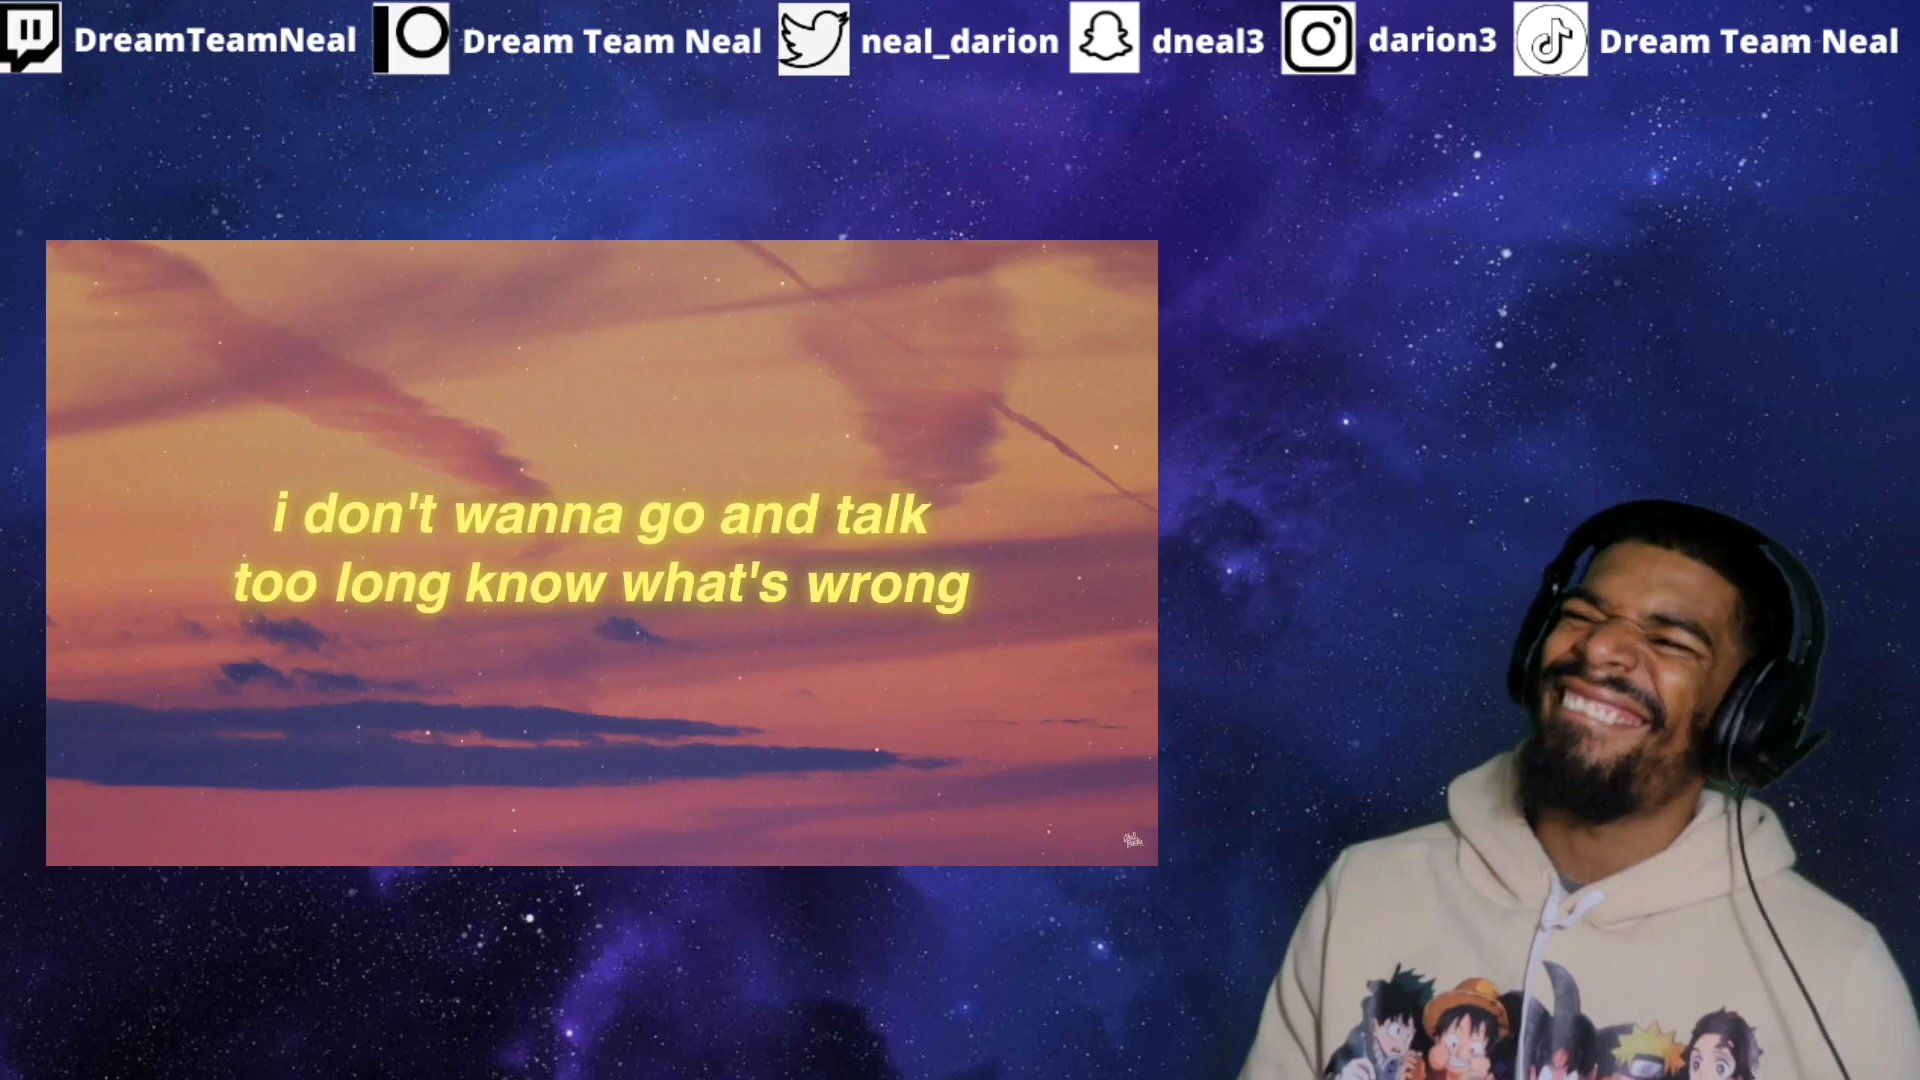 DreamTeamNeal Dream Team Neal neal_darion dneal3 darion3 Dream Team Neal
i don't wanna go and talk
too long know what's wrong